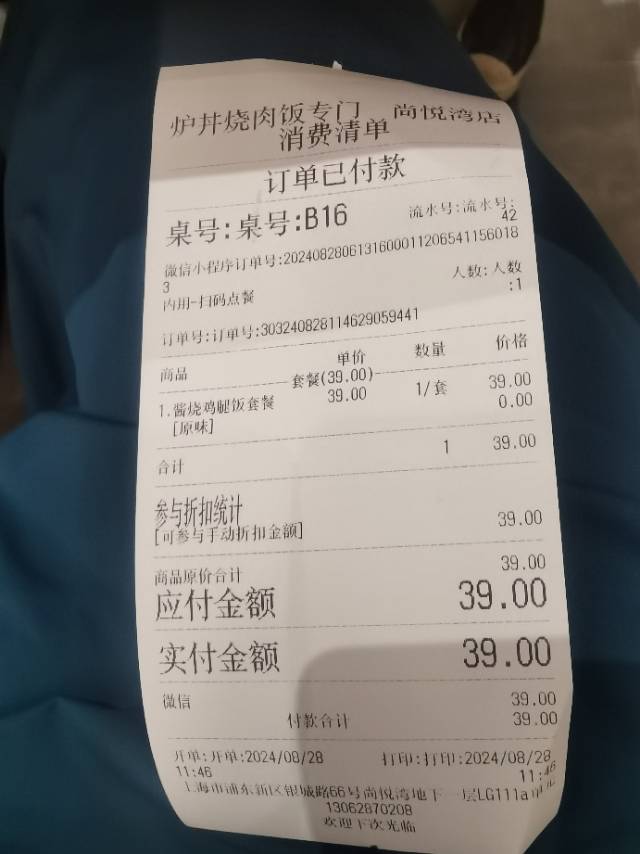 炉丼烧肉饭专门 尚悦湾店
消费清单
订单已付款
桌号:桌号:B16 流水号:流水号:
42
微信小程序订单号:2024082806131600011206541156018
3
内用-扫码点餐 人数:人数
:1
订单号:订单号:303240828114629059441
商品 单价 数量 价格
套餐(39.00)
1.酱烧鸡腿饭套餐 39.00 1/套 39.00
[原味] 0.00
合计 1 39.00
参与折扣统计
[可参与手动折扣金额] 39.00
商品原价合计 39.00
应付金额 39.00
实付金额 39.00
微信 39.00
付款合计 39.00
开单:开单:2024/08/28 打印:打印:2024/08/28
11:46 11:46
上海市浦东新区银城路66号尚悦湾地下一层LG111a单元
13062870208
欢迎下次光临